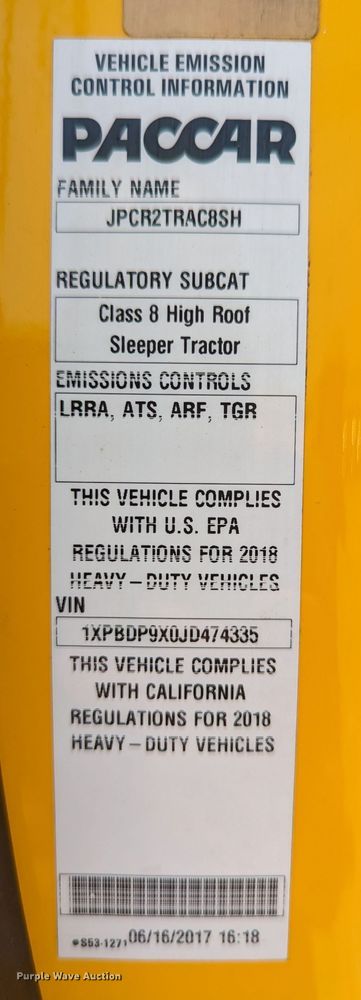 VEHICLE EMISSION
CONTROL INFORMATION
PACCAR
FAMILY NAME
JPCR2TRAC8SH
REGULATORY SUBCAT
Class 8 High Roof
Sleeper Tractor
EMISSIONS CONTROLS
LRRA, ATS, ARF, TGR
THIS VEHICLE COMPLIES
WITH U.S. EPA
REGULATIONS FOR 2018
HEAVY – DUTY VEHICLES
VIN
1XPBDP9X0JD474335
THIS VEHICLE COMPLIES
WITH CALIFORNIA
REGULATIONS FOR 2018
HEAVY – DUTY VEHICLES
S53-1271 06/16/2017 16:18
Purple Wave Auction